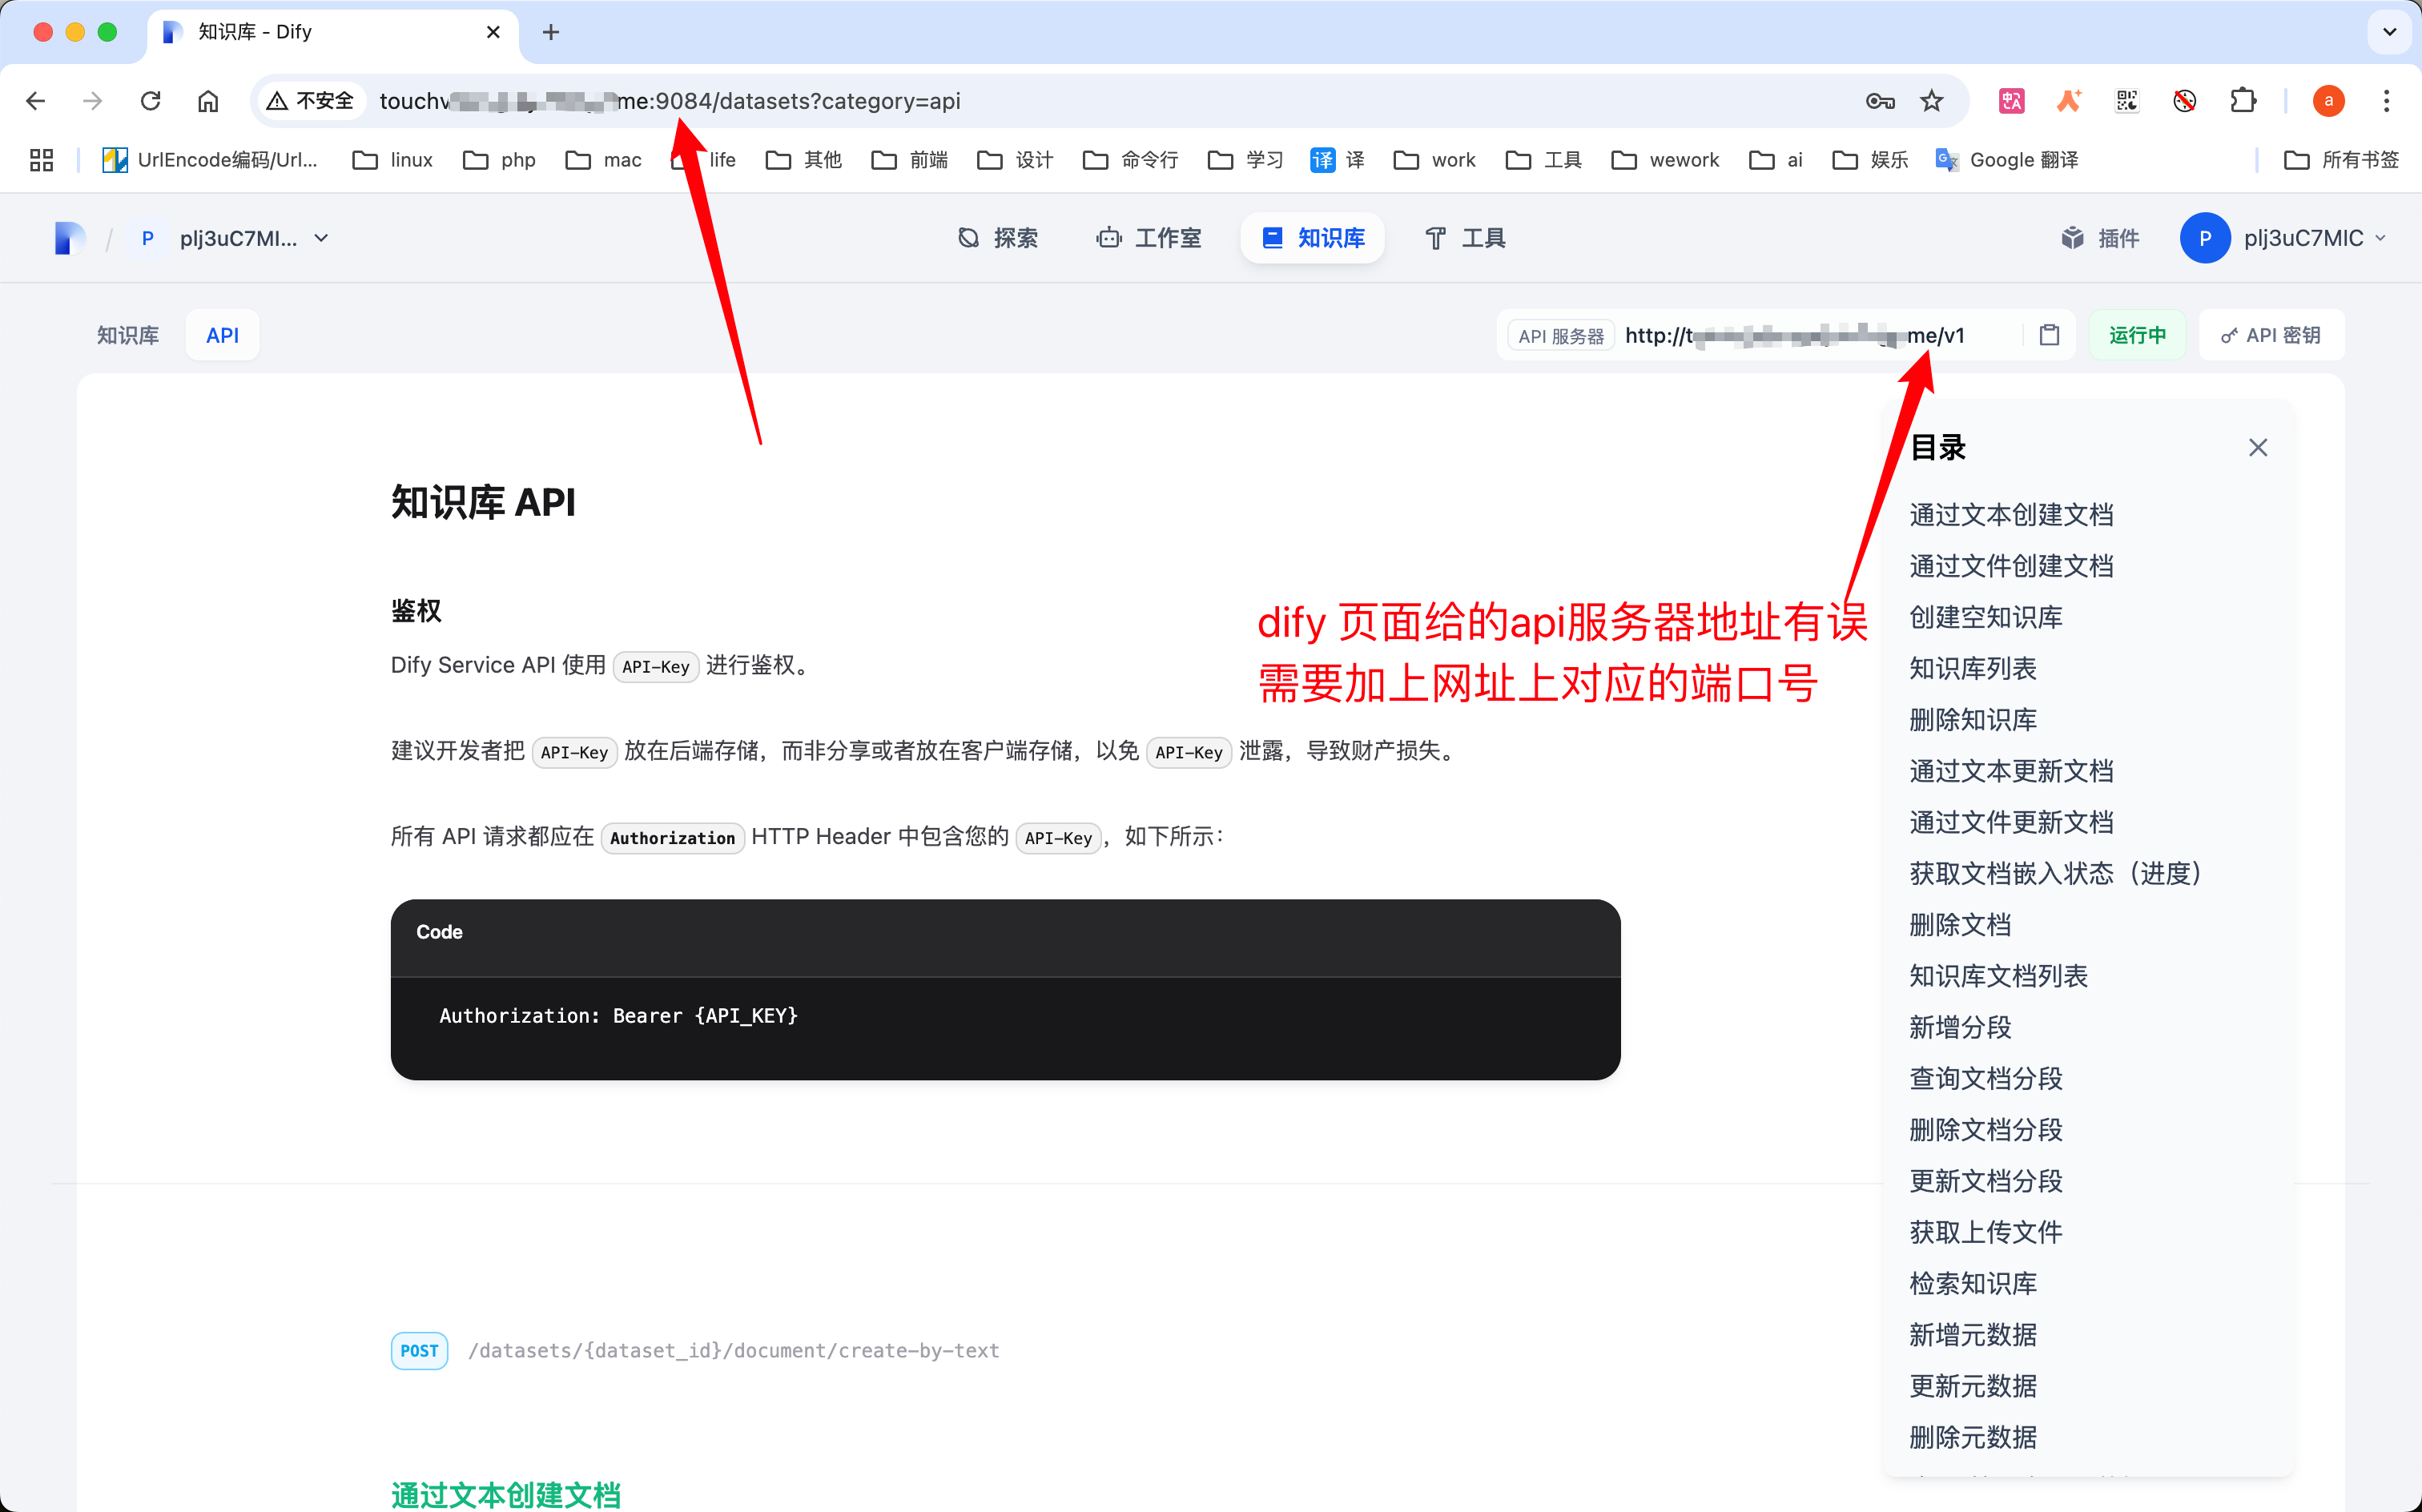 知识库 - Dify
不安全 touchv me:9084/datasets?category=api a
UrlEncode编码/Url... linux php mac life 其他 前端 设计 命令行 学习 译 译 work 工具 wework ai 娱乐 Google 翻译 所有书签
/ P plj3uC7MI... 探索 工作室 知识库 工具 插件 P plj3uC7MIC
知识库 API API 服务器 http://t me/v1 运行中 API 密钥
知识库 API
鉴权
Dify Service API 使用 API-Key 进行鉴权。
建议开发者把 API-Key 放在后端存储，而非分享或者放在客户端存储，以免 API-Key 泄露，导致财产损失。
所有 API 请求都应在 Authorization HTTP Header 中包含您的 API-Key，如下所示：
Code
Authorization: Bearer {API_KEY}
POST /datasets/{dataset_id}/document/create-by-text
通过文本创建文档
dify 页面给的api服务器地址有误
需要加上网址上对应的端口号
目录
通过文本创建文档
通过文件创建文档
创建空知识库
知识库列表
删除知识库
通过文本更新文档
通过文件更新文档
获取文档嵌入状态（进度）
删除文档
知识库文档列表
新增分段
查询文档分段
删除文档分段
更新文档分段
获取上传文件
检索知识库
新增元数据
更新元数据
删除元数据